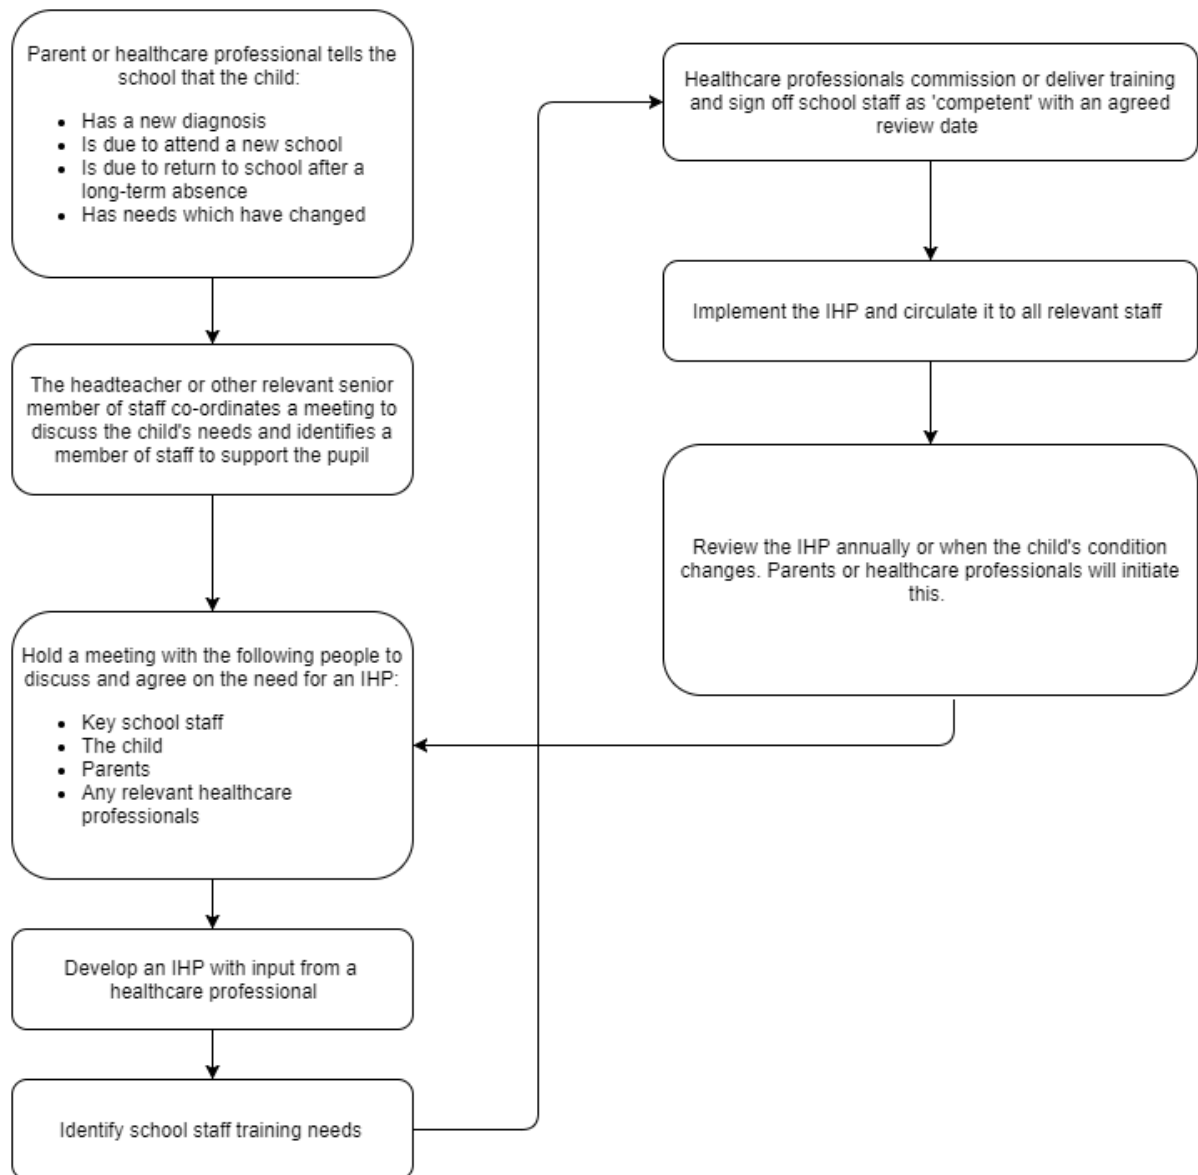 Parent or healthcare professional tells the
school that the child:
• Has a new diagnosis
• Is due to attend a new school
• Is due to return to school after a
long-term absence
• Has needs which have changed
The headteacher or other relevant senior
member of staff co-ordinates a meeting to
discuss the child's needs and identifies a
member of staff to support the pupil
Hold a meeting with the following people to
discuss and agree on the need for an IHP:
• Key school staff
• The child
• Parents
• Any relevant healthcare
professionals
Develop an IHP with input from a
healthcare professional
Identify school staff training needs
Healthcare professionals commission or deliver training
and sign off school staff as 'competent' with an agreed
review date
Implement the IHP and circulate it to all relevant staff
Review the IHP annually or when the child's condition
changes. Parents or healthcare professionals will initiate
this.